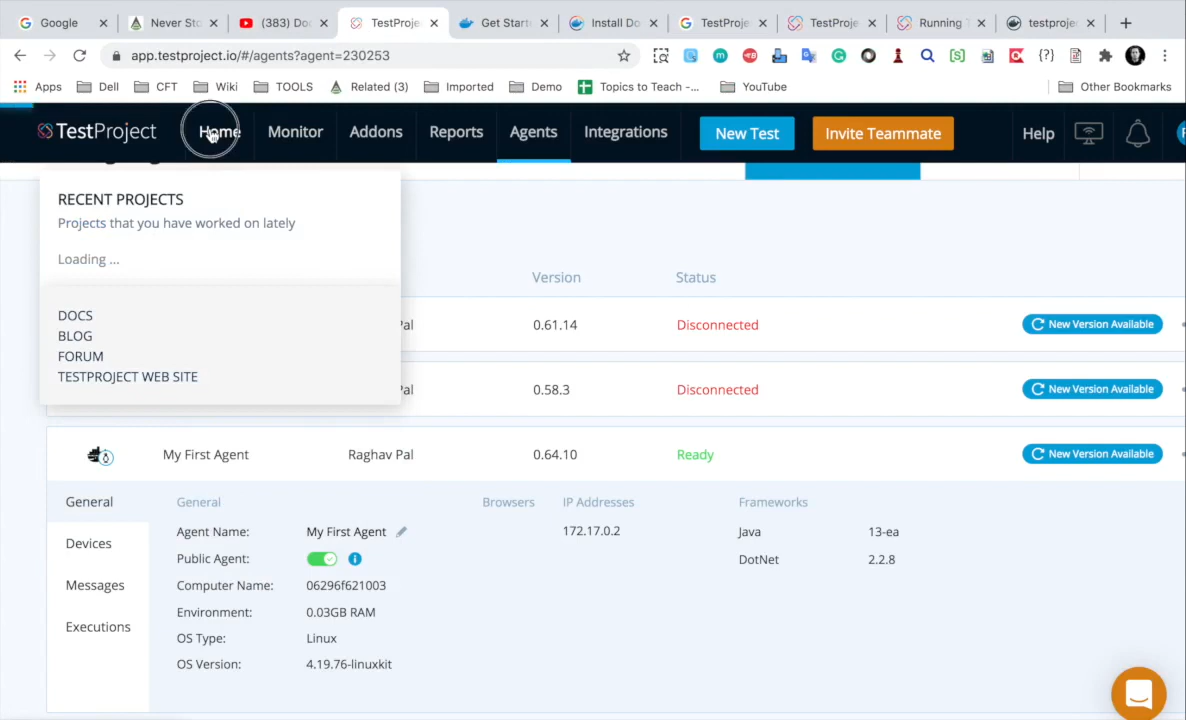 Google
Never Sto
(383) Do
TestProje
Get Starte
Install Do
TestProje
TestProje
Running T
testprojec
app.testproject.io/#/agents?agent=230253
Apps Dell CFT Wiki TOOLS Related (3) Imported Demo Topics to Teach -... YouTube Other Bookmarks
TestProject Home Monitor Addons Reports Agents Integrations New Test Invite Teammate Help
RECENT PROJECTS
Projects that you have worked on lately
Loading ...
DOCS
BLOG
FORUM
TESTPROJECT WEB SITE
Version Status
Pal 0.61.14 Disconnected New Version Available
Pal 0.58.3 Disconnected New Version Available
My First Agent Raghav Pal 0.64.10 Ready New Version Available
General
Devices
Messages
Executions
General Browsers IP Addresses Frameworks
Agent Name: My First Agent 172.17.0.2 Java 13-ea
Public Agent: DotNet 2.2.8
Computer Name: 06296f621003
Environment: 0.03GB RAM
OS Type: Linux
OS Version: 4.19.76-linuxkit